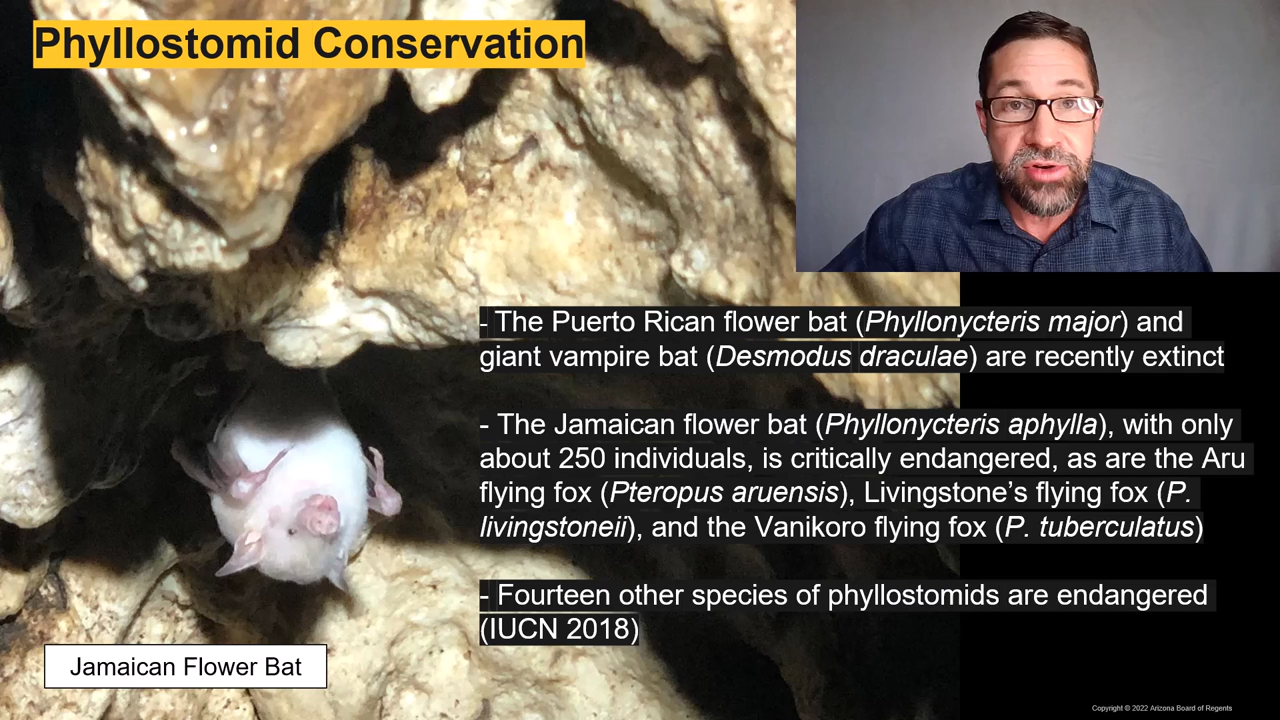 Phyllostomid Conservation
- The Puerto Rican flower bat (Phyllonycteris major) and
giant vampire bat (Desmodus draculae) are recently extinct
- The Jamaican flower bat (Phyllonycteris aphylla), with only
about 250 individuals, is critically endangered, as are the Aru
flying fox (Pteropus aruensis), Livingstone’s flying fox (P.
livingstoneii), and the Vanikoro flying fox (P. tuberculatus)
- Fourteen other species of phyllostomids are endangered
(IUCN 2018)
Jamaican Flower Bat
Copyright © 2022 Arizona Board of Regents